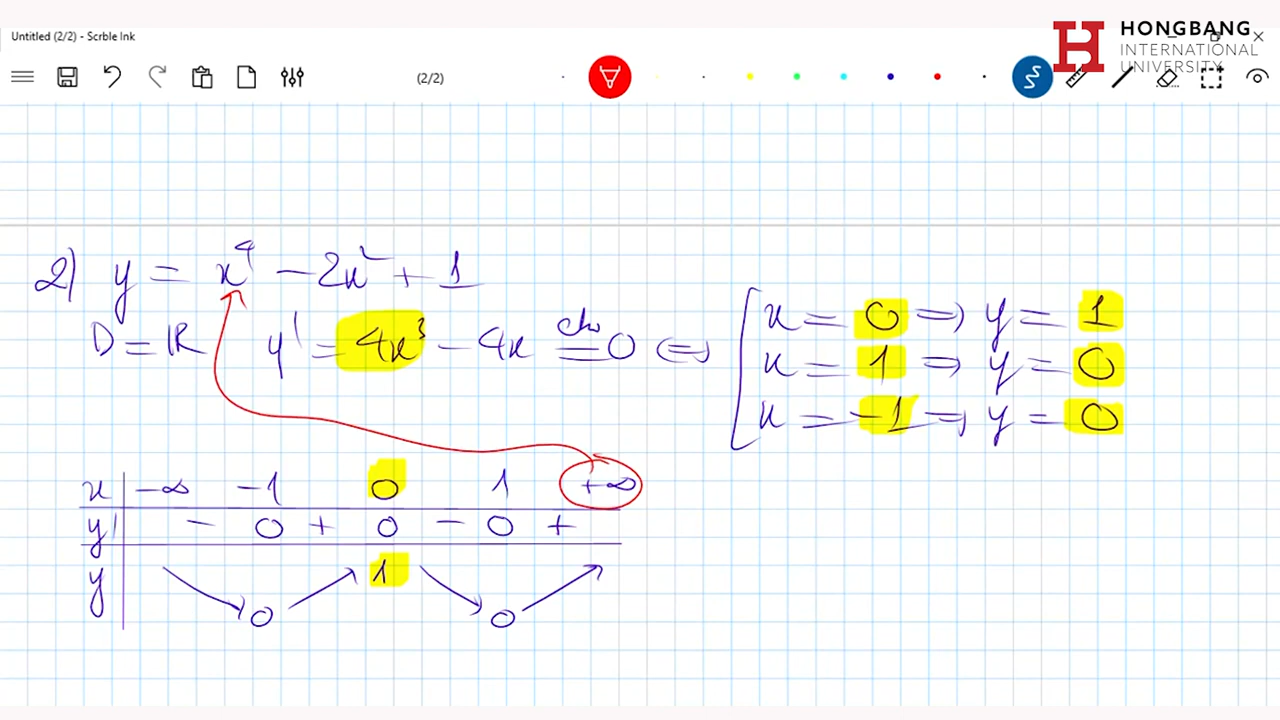 Untitled (2/2) - Scrble Ink
HONGBANG
INTERNATIONAL
UNIVERSITY
(2/2)
2) y = x⁴ - 2x² + 1
D = ℝ y' = 4x³ - 4x = 0 ⇔
x = 0 ⇒ y = 1
x = 1 ⇒ y = 0
x = -1 ⇒ y = 0
x -∞ -1 0 1 +∞
y' - 0 + 0 - 0 +
y 1
0 0